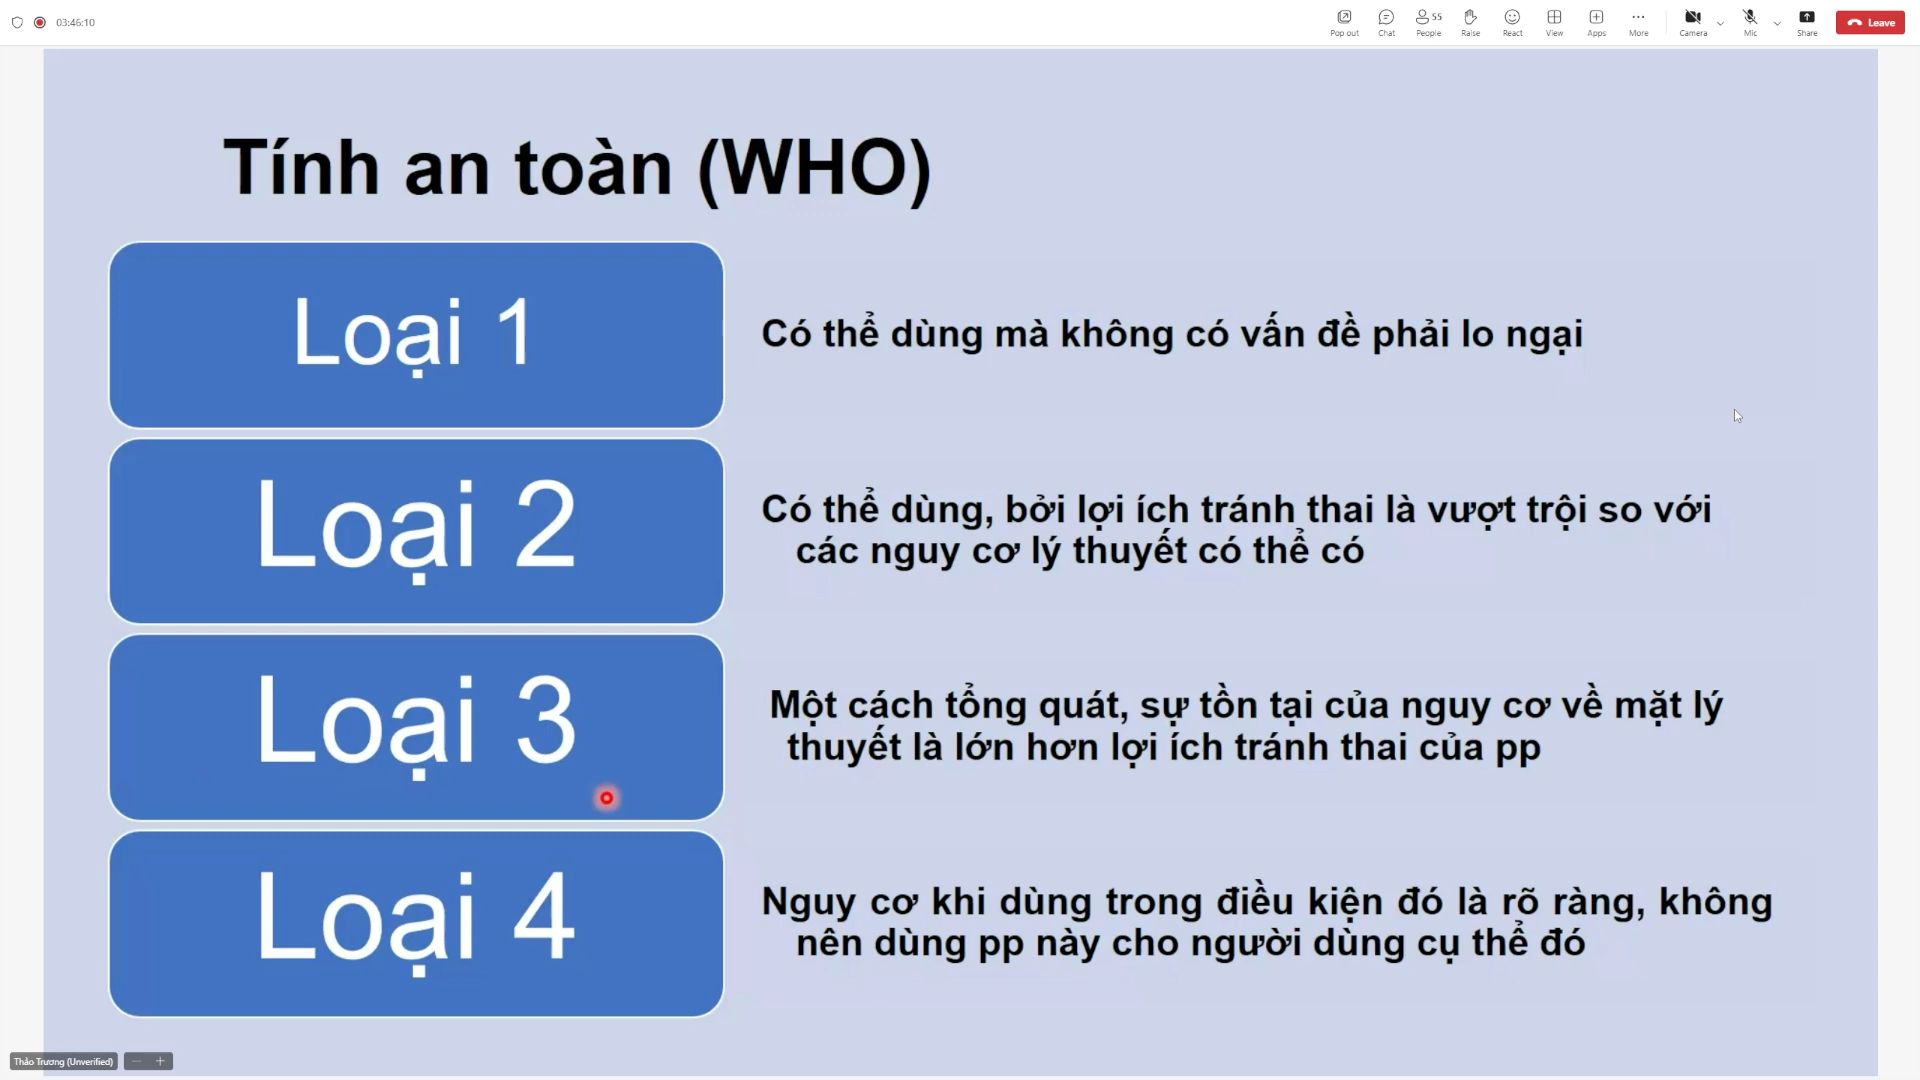 03:46:10
Pop out
Chat
55
People
Raise
React
View
Apps
More
Camera
Mic
Share
Leave
Tính an toàn (WHO)
Loại 1
Có thể dùng mà không có vấn đề phải lo ngại
Loại 2
Có thể dùng, bởi lợi ích tránh thai là vượt trội so với
các nguy cơ lý thuyết có thể có
Loại 3
Một cách tổng quát, sự tồn tại của nguy cơ về mặt lý
thuyết là lớn hơn lợi ích tránh thai của pp
Loại 4
Nguy cơ khi dùng trong điều kiện đó là rõ ràng, không
nên dùng pp này cho người dùng cụ thể đó
Thảo Trương (Unverified)